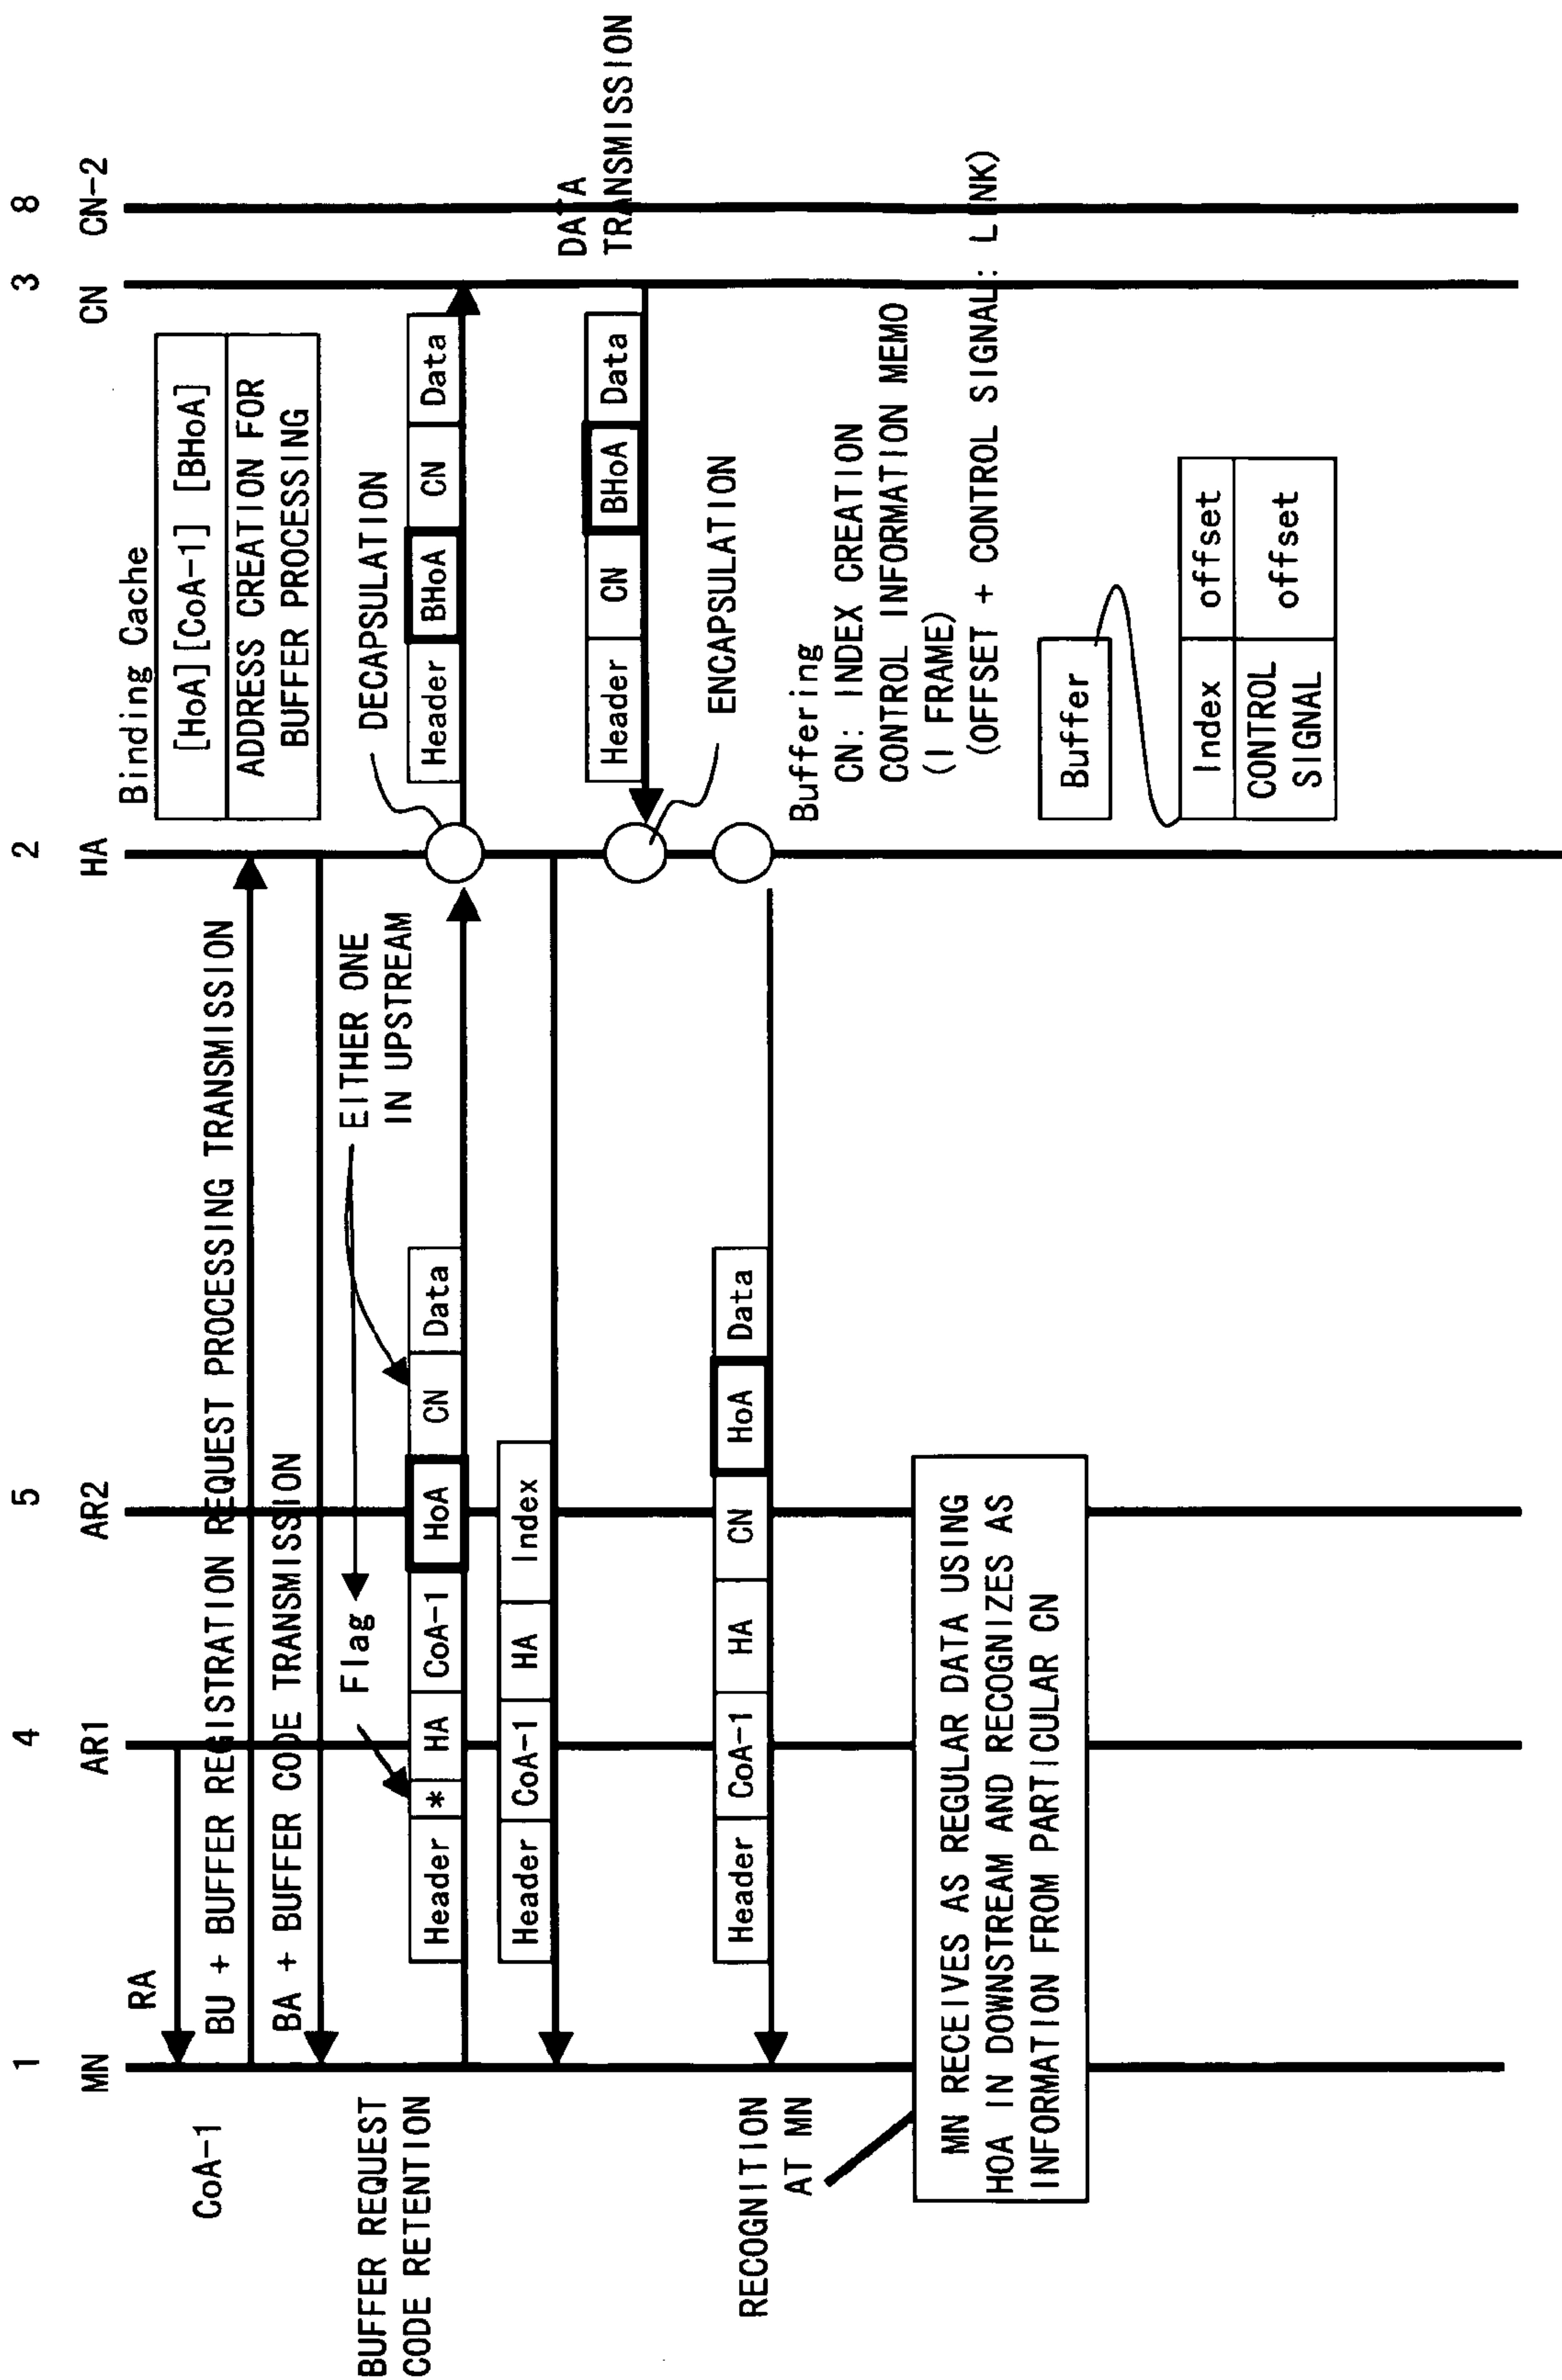 1
4
5
2
3
8
MN
AR1
AR2
HA
CN
CN-2
CoA-1
RA
Binding Cache
[HoA][CoA-1] [BHoA]
ADDRESS CREATION FOR
BUFFER PROCESSING
BU + BUFFER REGISTRATION REQUEST PROCESSING TRANSMISSION
BA + BUFFER CODE TRANSMISSION
BUFFER REQUEST
CODE RETENTION
Flag
EITHER ONE
IN UPSTREAM
DECAPSULATION
Header * HA CoA-1 HoA CN Data
Header BHoA CN Data
Header CoA-1 HA Index
DATA
TRANSMISSION
Header CN BHoA Data
ENCAPSULATION
RECOGNITION
AT MN
Header CoA-1 HA CN HoA Data
Buffering
CN: INDEX CREATION
CONTROL INFORMATION MEMO
(I FRAME)
(OFFSET + CONTROL SIGNAL: LINK)
MN RECEIVES AS REGULAR DATA USING
HOA IN DOWNSTREAM AND RECOGNIZES AS
INFORMATION FROM PARTICULAR CN
Buffer
Index offset
CONTROL
SIGNAL
offset